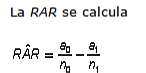 La RAR se calcula
RÂR = a₀/n₀ − a₁/n₁